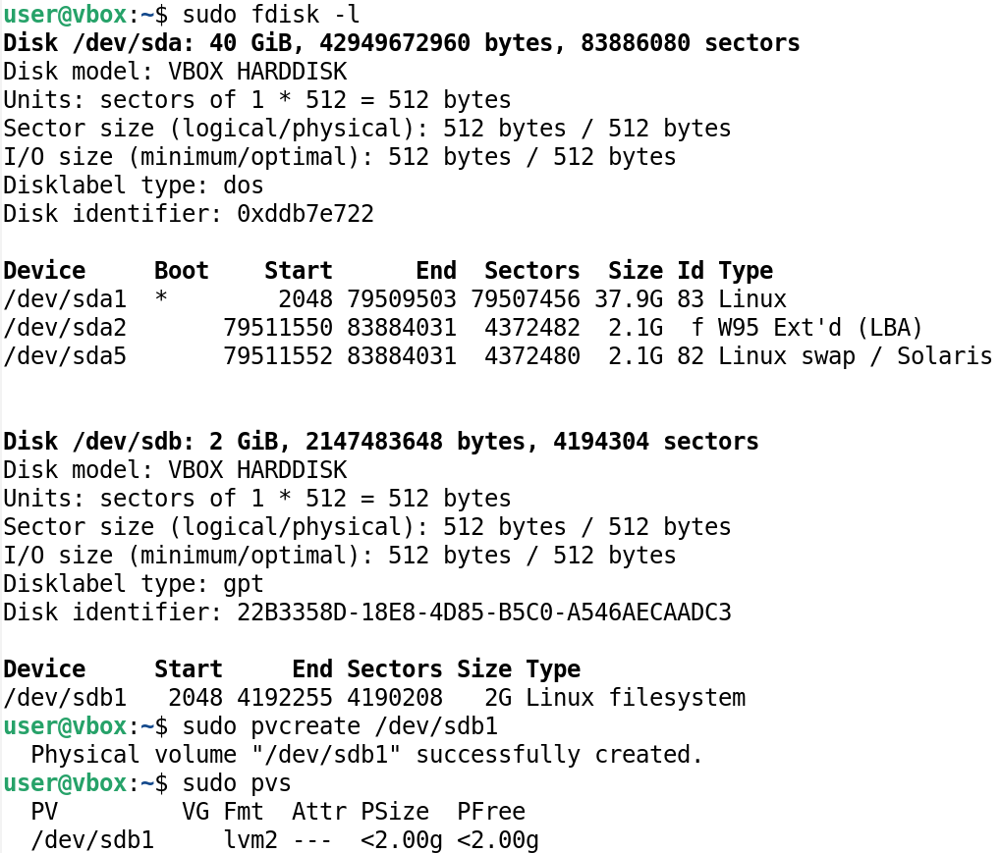 user@vbox:~$ sudo fdisk -l
Disk /dev/sda: 40 GiB, 42949672960 bytes, 83886080 sectors
Disk model: VBOX HARDDISK
Units: sectors of 1 * 512 = 512 bytes
Sector size (logical/physical): 512 bytes / 512 bytes
I/O size (minimum/optimal): 512 bytes / 512 bytes
Disklabel type: dos
Disk identifier: 0xddb7e722

Device     Boot    Start      End  Sectors  Size Id Type
/dev/sda1  *        2048 79509503 79507456 37.9G 83 Linux
/dev/sda2       79511550 83884031  4372482  2.1G  f W95 Ext'd (LBA)
/dev/sda5       79511552 83884031  4372480  2.1G 82 Linux swap / Solaris


Disk /dev/sdb: 2 GiB, 2147483648 bytes, 4194304 sectors
Disk model: VBOX HARDDISK
Units: sectors of 1 * 512 = 512 bytes
Sector size (logical/physical): 512 bytes / 512 bytes
I/O size (minimum/optimal): 512 bytes / 512 bytes
Disklabel type: gpt
Disk identifier: 22B3358D-18E8-4D85-B5C0-A546AECAADC3

Device     Start     End Sectors Size Type
/dev/sdb1   2048 4192255 4190208   2G Linux filesystem
user@vbox:~$ sudo pvcreate /dev/sdb1
  Physical volume "/dev/sdb1" successfully created.
user@vbox:~$ sudo pvs
  PV         VG Fmt  Attr PSize  PFree
  /dev/sdb1     lvm2 ---  <2.00g <2.00g